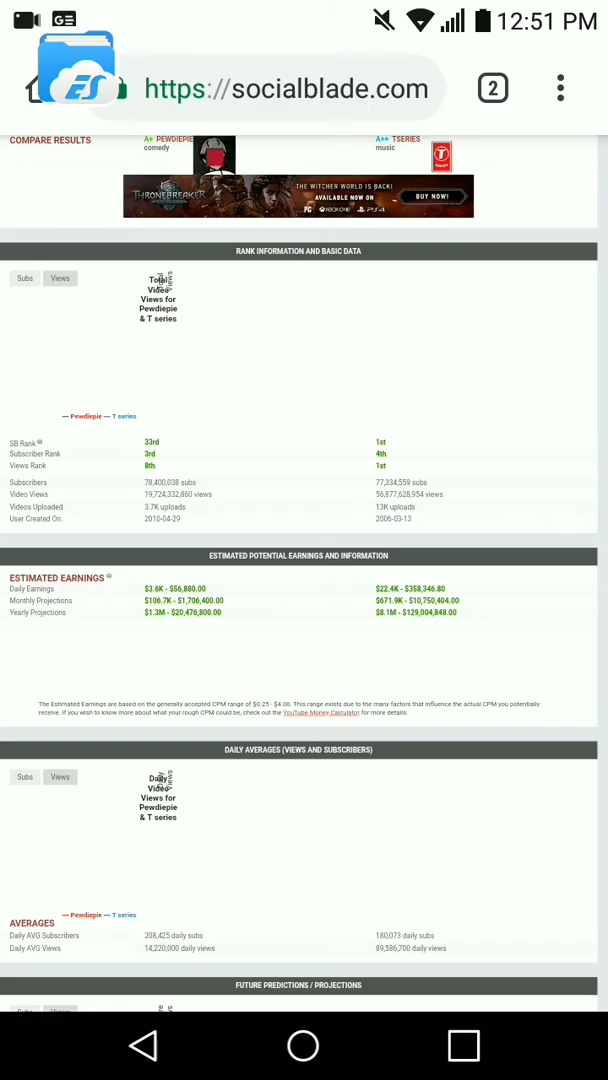 GE
12:51 PM
ES
https://socialblade.com
2
COMPARE RESULTS
A+ PEWDIEPIE
comedy
A++ TSERIES
music
THRONEBREAKER
THE WITCHER WORLD IS BACK!
AVAILABLE NOW ON
PC XBOX ONE PS4
BUY NOW!
RANK INFORMATION AND BASIC DATA
Subs Views
Total
Video
Views for
Pewdiepie
& T series
Views
— Pewdiepie — T series
SB Rank 33rd 1st
Subscriber Rank 3rd 4th
Views Rank 8th 1st
Subscribers 78,400,038 subs 77,334,559 subs
Video Views 19,724,332,860 views 56,877,628,954 views
Videos Uploaded 3.7K uploads 13K uploads
User Created On: 2010-04-29 2006-03-13
ESTIMATED POTENTIAL EARNINGS AND INFORMATION
ESTIMATED EARNINGS
Daily Earnings $3.6K - $56,880.00 $22.4K - $358,346.80
Monthly Projections $106.7K - $1,706,400.00 $671.9K - $10,750,404.00
Yearly Projections $1.3M - $20,476,800.00 $8.1M - $129,004,848.00
The Estimated Earnings are based on the generally accepted CPM range of $0.25 - $4.00. This range exists due to the many factors that influence the actual CPM you potentially
receive. If you wish to know more about what your rough CPM could be, check out the YouTube Money Calculator for more details.
DAILY AVERAGES (VIEWS AND SUBSCRIBERS)
Subs Views
Daily
Video
Views for
Pewdiepie
& T series
Views
— Pewdiepie — T series
AVERAGES
Daily AVG Subscribers 208,425 daily subs 180,073 daily subs
Daily AVG Views 14,220,000 daily views 89,586,700 daily views
FUTURE PREDICTIONS / PROJECTIONS